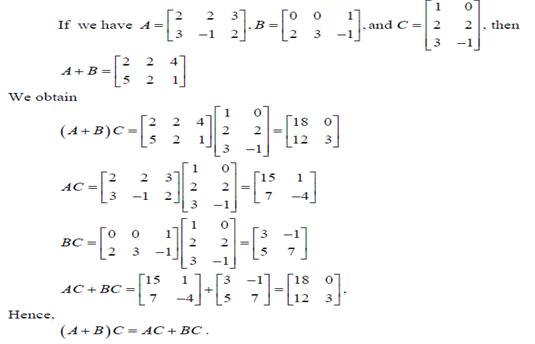 If we have A = [2 2 3; 3 −1 2], B = [0 0 1; 2 3 −1], and C = [1 0; 2 2; 3 −1], then
A + B = [2 2 4; 5 2 1]
We obtain
(A + B)C = [2 2 4; 5 2 1][1 0; 2 2; 3 −1] = [18 0; 12 3]
AC = [2 2 3; 3 −1 2][1 0; 2 2; 3 −1] = [15 1; 7 −4]
BC = [0 0 1; 2 3 −1][1 0; 2 2; 3 −1] = [3 −1; 5 7]
AC + BC = [15 1; 7 −4] + [3 −1; 5 7] = [18 0; 12 3].
Hence,
(A + B)C = AC + BC .